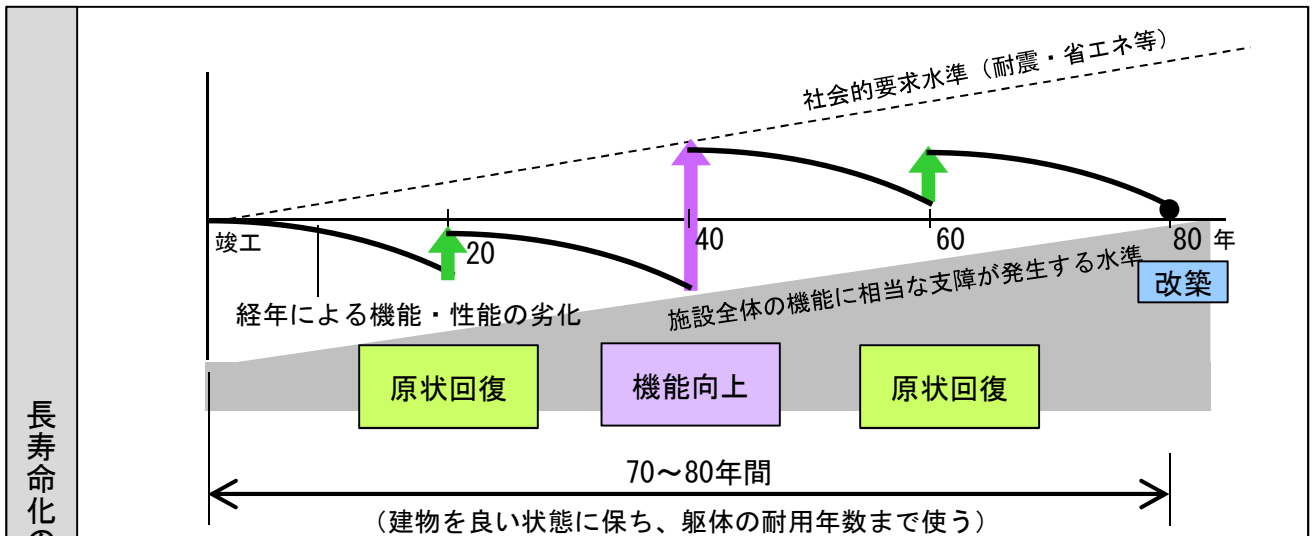 長寿命化の
社会的要求水準（耐震・省エネ等）
竣工
20
40
60
80 年
経年による機能・性能の劣化
施設全体の機能に相当な支障が発生する水準
改築
原状回復
機能向上
原状回復
70～80年間
（建物を良い状態に保ち、躯体の耐用年数まで使う）